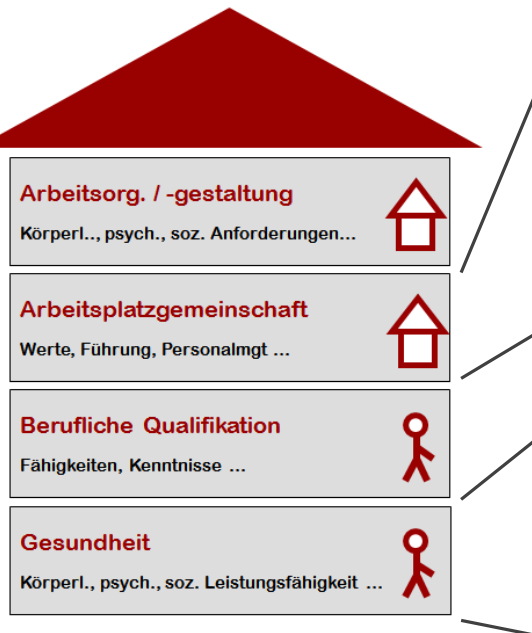 Arbeitsorg. / -gestaltung
Körperl.., psych., soz. Anforderungen...
Arbeitsplatzgemeinschaft
Werte, Führung, Personalmgt ...
Berufliche Qualifikation
Fähigkeiten, Kenntnisse ...
Gesundheit
Körperl., psych., soz. Leistungsfähigkeit ...